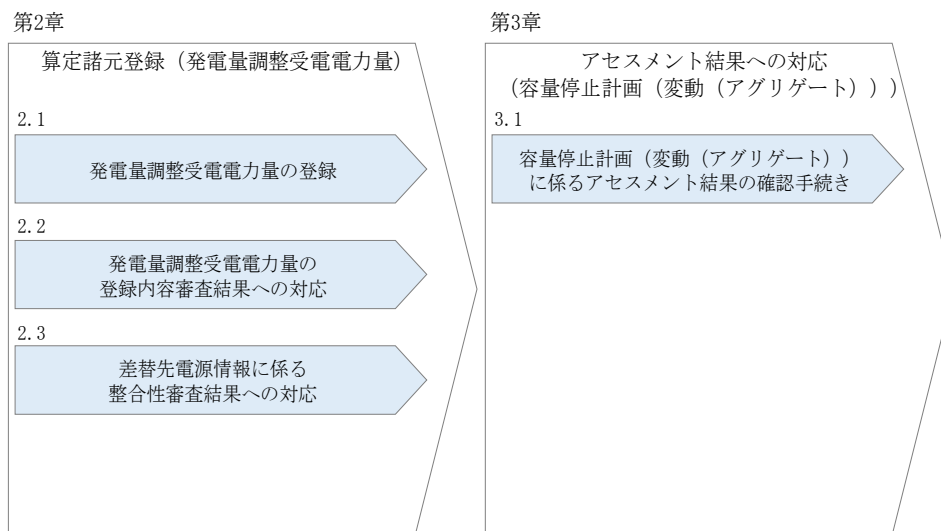 第2章
算定諸元登録（発電量調整受電電力量）
2.1
発電量調整受電電力量の登録
2.2
発電量調整受電電力量の
登録内容審査結果への対応
2.3
差替先電源情報に係る
整合性審査結果への対応
第3章
アセスメント結果への対応
（容量停止計画（変動（アグリゲート）））
3.1
容量停止計画（変動（アグリゲート））
に係るアセスメント結果の確認手続き